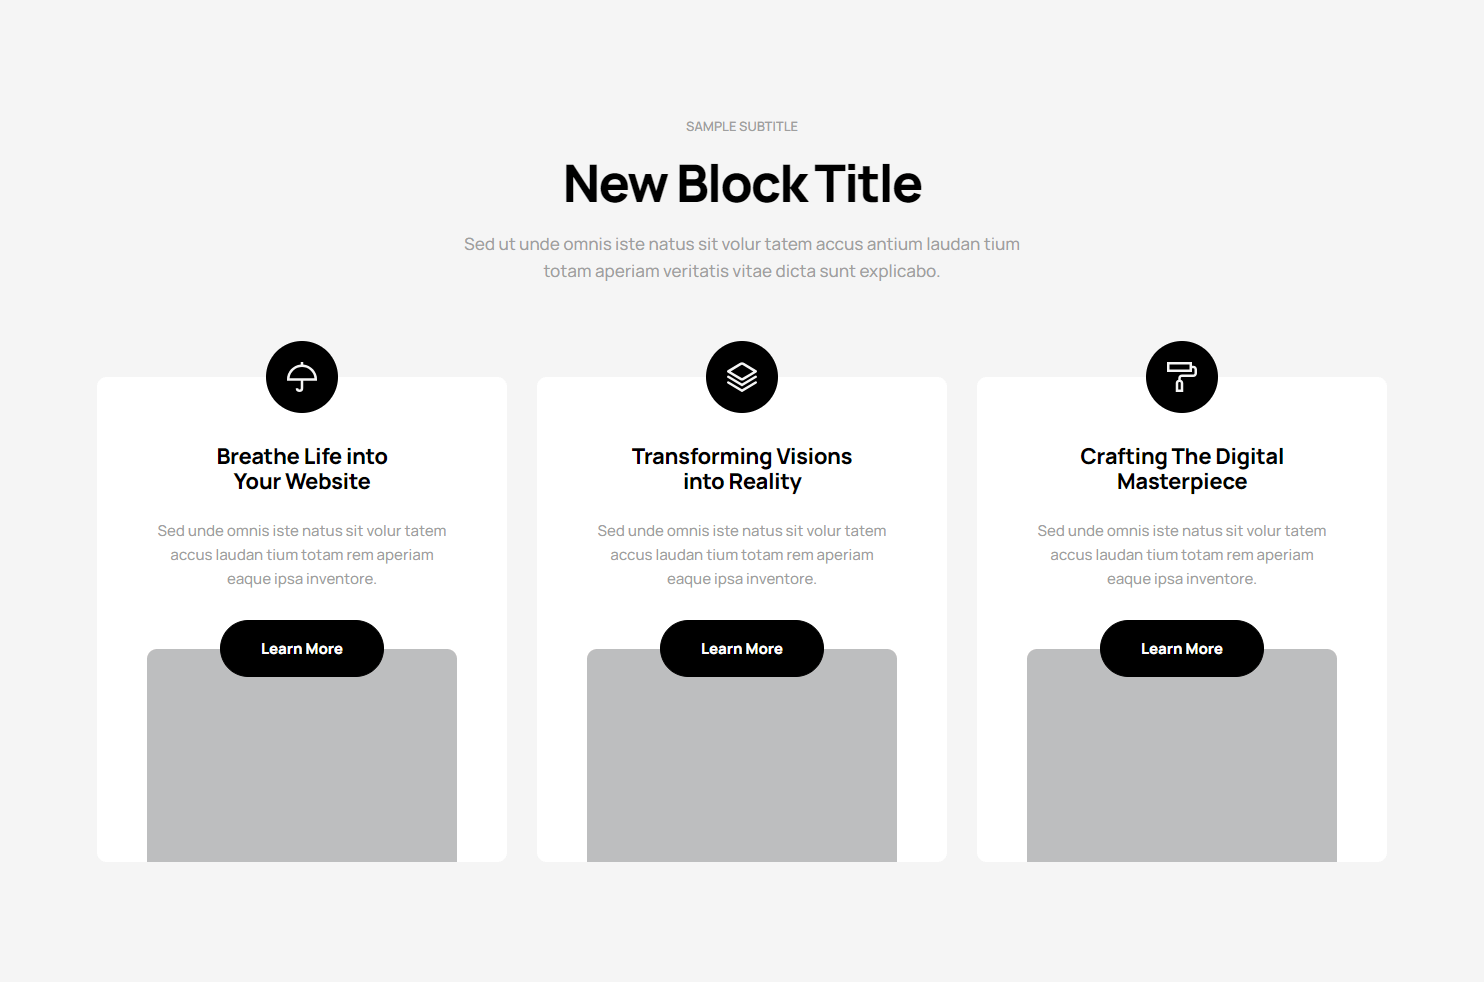 SAMPLE SUBTITLE
New Block Title
Sed ut unde omnis iste natus sit volur tatem accus antium laudan tium
totam aperiam veritatis vitae dicta sunt explicabo.
Breathe Life into
Your Website
Sed unde omnis iste natus sit volur tatem
accus laudan tium totam rem aperiam
eaque ipsa inventore.
Learn More
Transforming Visions
into Reality
Sed unde omnis iste natus sit volur tatem
accus laudan tium totam rem aperiam
eaque ipsa inventore.
Learn More
Crafting The Digital
Masterpiece
Sed unde omnis iste natus sit volur tatem
accus laudan tium totam rem aperiam
eaque ipsa inventore.
Learn More